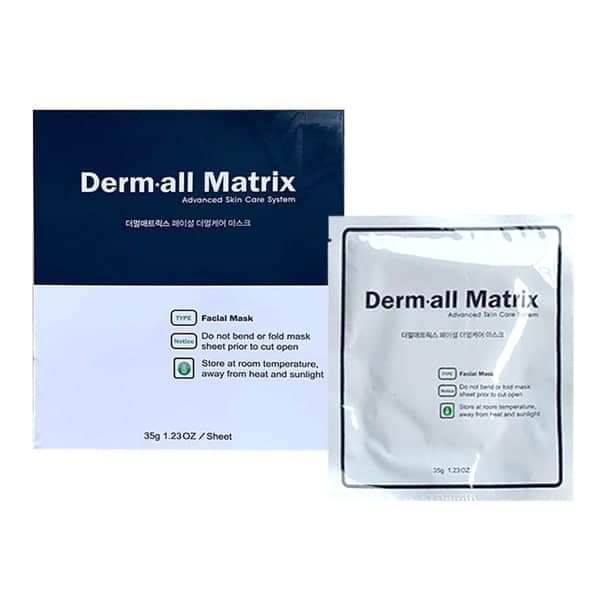 Derm·all Matrix
Advanced Skin Care System
더멀매트릭스 페이셜 더멀케어 마스크
TYPE Facial Mask
Notice Do not bend or fold mask
sheet prior to cut open
Store at room temperature,
away from heat and sunlight
35g 1.23OZ / Sheet
Derm·all Matrix
Advanced Skin Care System
더멀매트릭스 페이셜 더멀케어 마스크
TYPE Facial Mask
Notice Do not bend or fold mask
sheet prior to cut open
Store at room temperature,
away from heat and sunlight
35g 1.23OZ